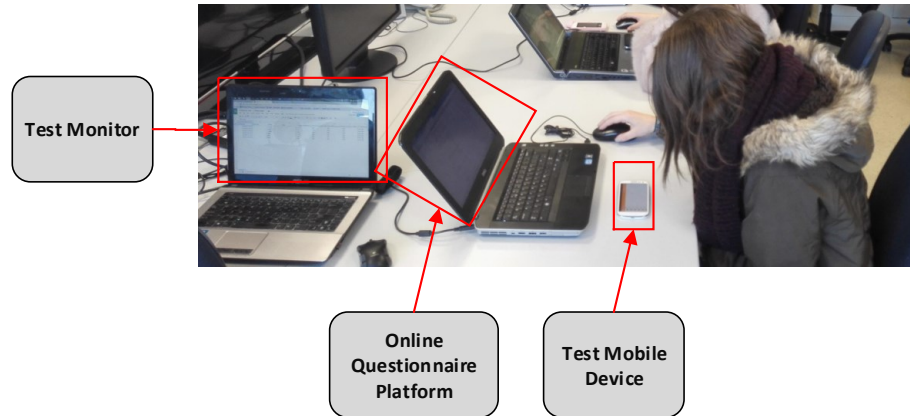 Test Monitor
Online
Questionnaire
Platform
Test Mobile
Device